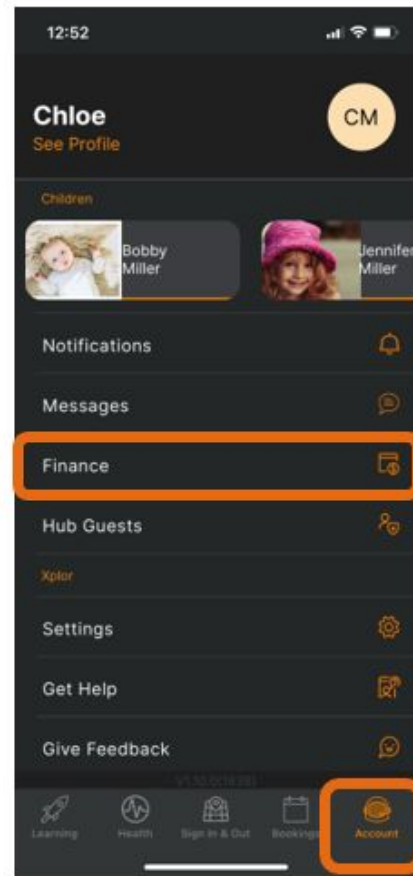 12:52
Chloe
CM
See Profile
Children
Bobby
Miller
Jennifer
Miller
Notifications
Messages
Finance
Hub Guests
Xplor
Settings
Get Help
Give Feedback
Learning
Health
Sign In & Out
Bookings
Account